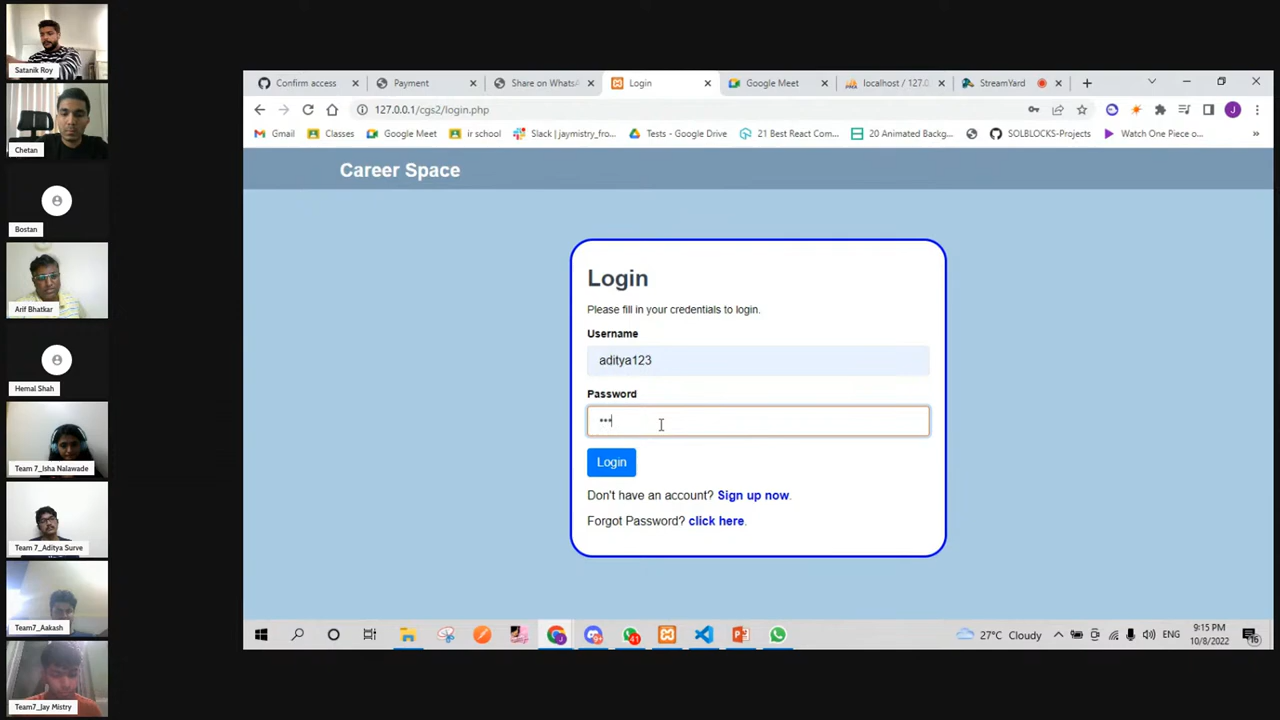 Satanik Roy
Chetan
Bostan
Arif Bhatkar
Hemal Shah
Team 7_Isha Nalawade
Team 7_Aditya Surve
Team7_Aakash
Team7_Jay Mistry
Confirm access
Payment
Share on WhatsA
Login
Google Meet
localhost / 127.0.
StreamYard
127.0.0.1/cgs2/login.php
J
Gmail
Classes
Google Meet
ir school
Slack | jaymistry_fro...
Tests - Google Drive
21 Best React Com...
20 Animated Backg...
SOLBLOCKS-Projects
Watch One Piece o...
Career Space
Login
Please fill in your credentials to login.
Username
aditya123
Password
•••
Login
Don't have an account? Sign up now.
Forgot Password? click here.
41
27°C Cloudy
ENG
9:15 PM
10/8/2022
16